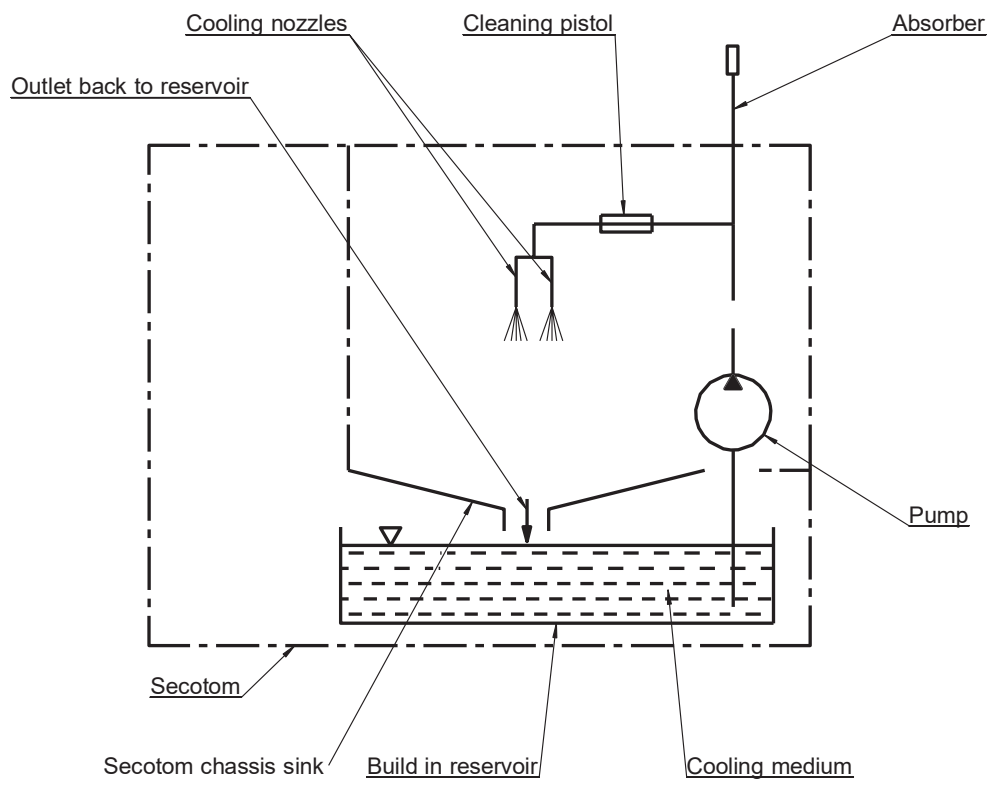 Cooling nozzles
Cleaning pistol
Absorber
Outlet back to reservoir
Pump
Secotom
Secotom chassis sink
Build in reservoir
Cooling medium